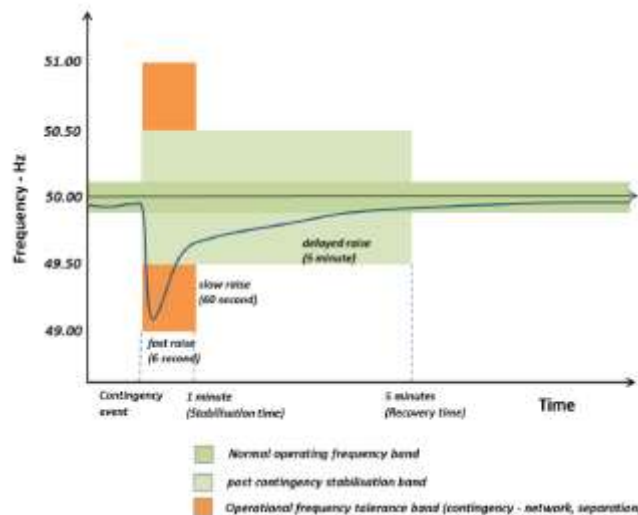 Frequency - Hz
51.00
50.50
50.00
49.50
49.00
delayed raise
(5 minute)
slow raise
(60 second)
fast raise
(6 second)
Contingency
event
1 minute
(Stabilisation time)
5 minutes
(Recovery time)
Time
Normal operating frequency band
post contingency stabilisation band
Operational frequency tolerance band (contingency - network, separation